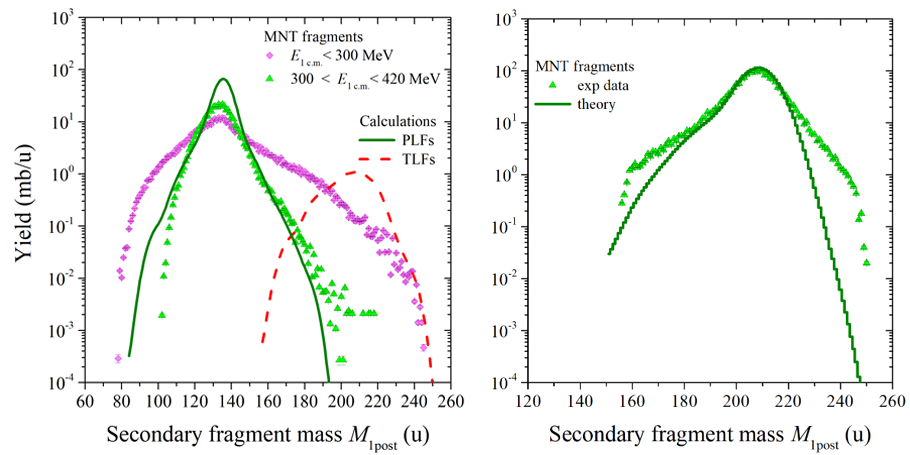 MNT fragments
E1 c.m. < 300 MeV
300 < E1 c.m. < 420 MeV
Calculations
PLFs
TLFs
Yield (mb/u)
10^3
10^2
10^1
10^0
10^-1
10^-2
10^-3
10^-4
60 80 100 120 140 160 180 200 220 240 260
Secondary fragment mass M1post (u)
MNT fragments
exp data
theory
10^3
10^2
10^1
10^0
10^-1
10^-2
10^-3
10^-4
120 140 160 180 200 220 240 260
Secondary fragment mass M1post (u)